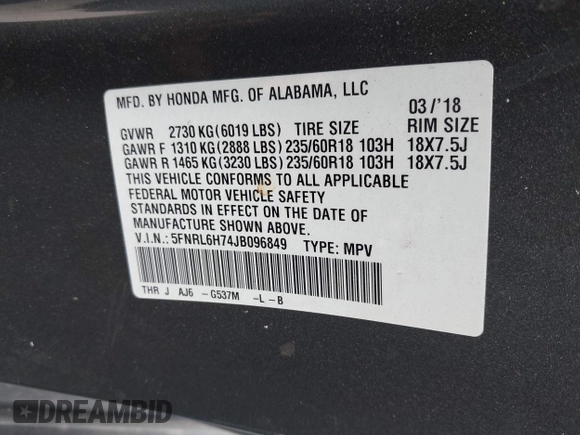 MFD. BY HONDA MFG. OF ALABAMA, LLC 03/'18
GVWR 2730 KG(6019 LBS) TIRE SIZE RIM SIZE
GAWR F 1310 KG(2888 LBS) 235/60R18 103H 18X7.5J
GAWR R 1465 KG(3230 LBS) 235/60R18 103H 18X7.5J
THIS VEHICLE CONFORMS TO ALL APPLICABLE
FEDERAL MOTOR VEHICLE SAFETY
STANDARDS IN EFFECT ON THE DATE OF
MANUFACTURE SHOWN ABOVE.
V.I.N.: 5FNRL6H74JB096849 TYPE: MPV
THR J AJ6 -G537M -L-B
DREAMBID